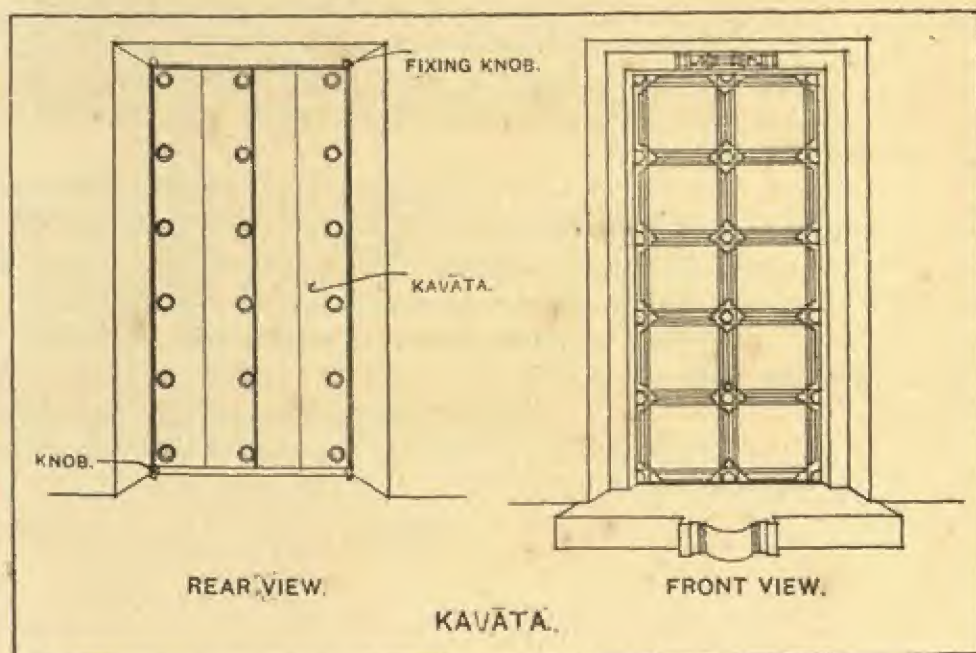 FIXING KNOB.
KAVĀTA.
KNOB.
REAR VIEW.
FRONT VIEW.
KAVĀTA.